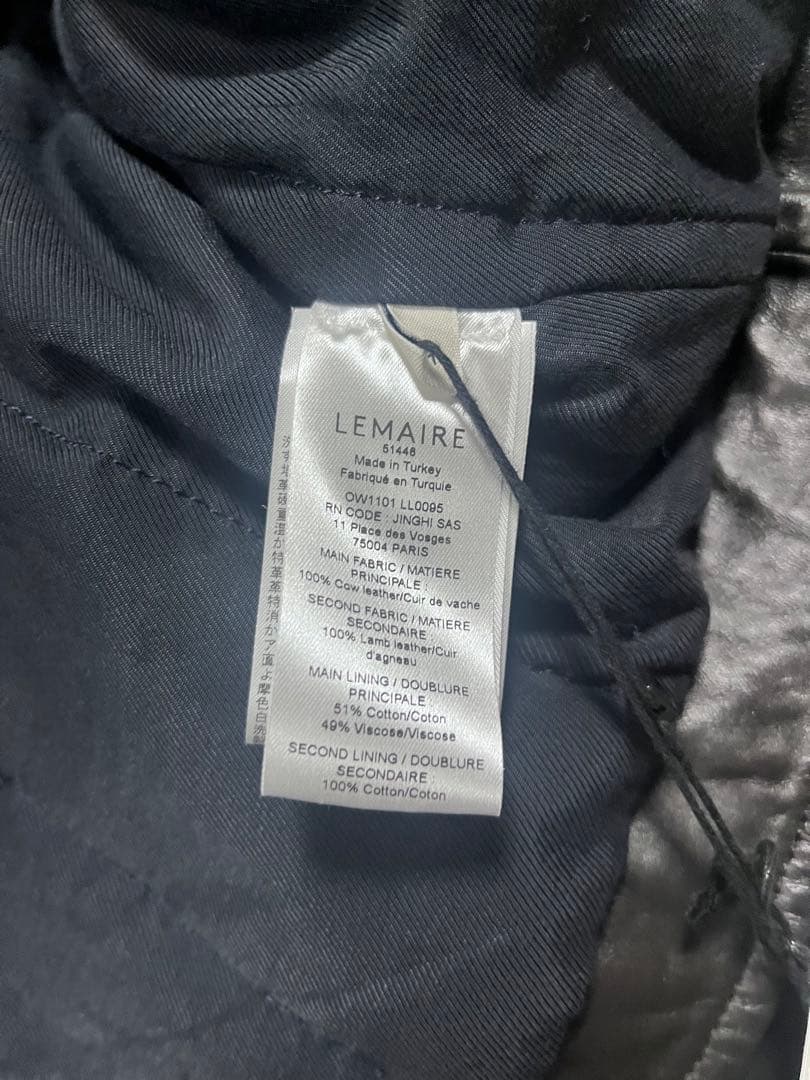 LEMAIRE
51448
Made in Turkey
Fabriqué en Turquie
OW1101 LL0095
RN CODE : JINGHI SAS
11 Place des Vosges
75004 PARIS
MAIN FABRIC / MATIERE
PRINCIPALE :
100% Cow leather/Cuir de vache
SECOND FABRIC / MATIERE
SECONDAIRE :
100% Lamb leather/Cuir
d'agneau
MAIN LINING / DOUBLURE
PRINCIPALE :
51% Cotton/Coton
49% Viscose/Viscose
SECOND LINING / DOUBLURE
SECONDAIRE :
100% Cotton/Coton